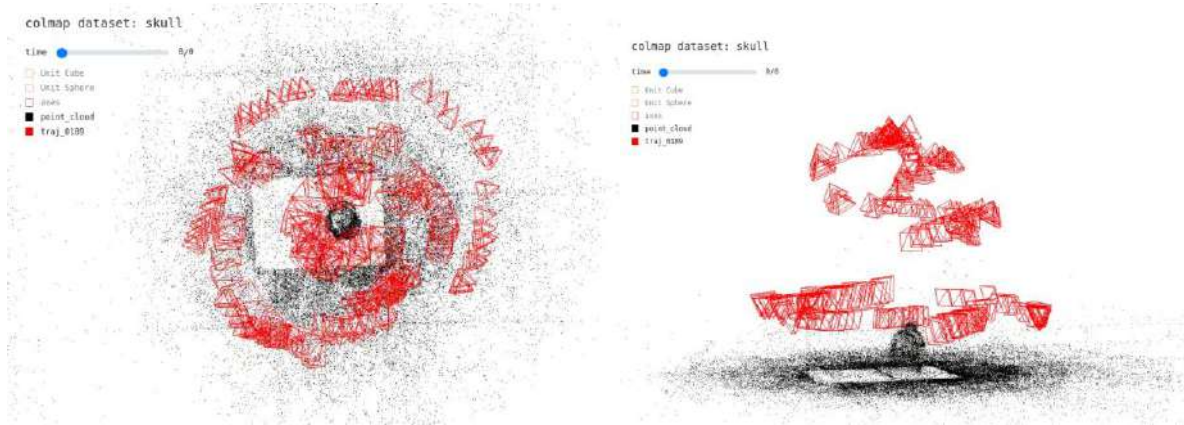 colmap dataset: skull
time 0/0
Unit Cube
Unit Sphere
axes
point_cloud
traj_0189
colmap dataset: skull
time 0/0
Unit Cube
Unit Sphere
axes
point_cloud
traj_0189